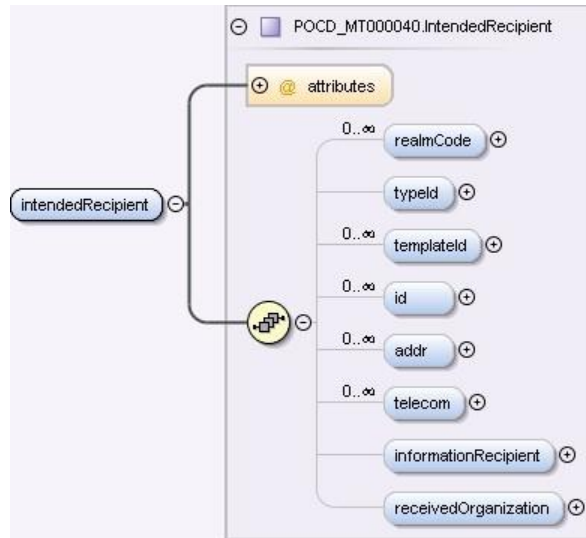 POCD_MT000040.IntendedRecipient
@ attributes
0..∞
realmCode
intendedRecipient
typeId
0..∞
templateId
0..∞
id
0..∞
addr
0..∞
telecom
informationRecipient
receivedOrganization